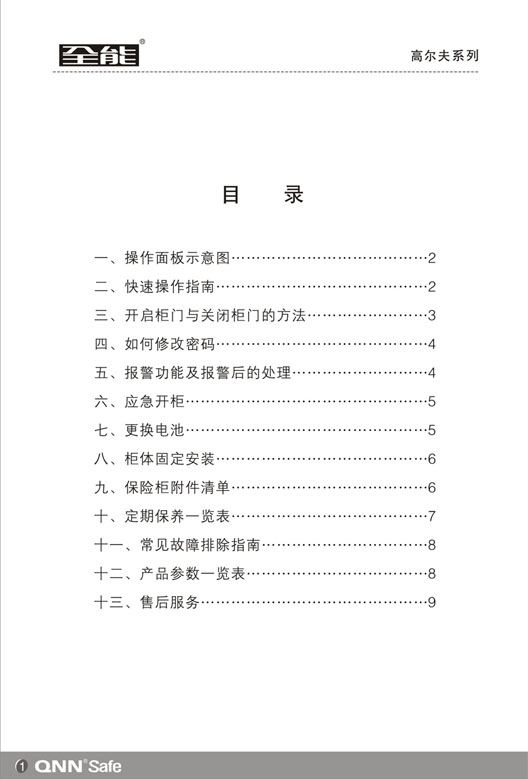 全能®
高尔夫系列
目 录
一、操作面板示意图…………………………………2
二、快速操作指南……………………………………2
三、开启柜门与关闭柜门的方法……………………3
四、如何修改密码……………………………………4
五、报警功能及报警后的处理………………………4
六、应急开柜…………………………………………5
七、更换电池…………………………………………5
八、柜体固定安装……………………………………6
九、保险柜附件清单…………………………………6
十、定期保养一览表…………………………………7
十一、常见故障排除指南……………………………8
十二、产品参数一览表………………………………8
十三、售后服务………………………………………9
1 QNN®Safe